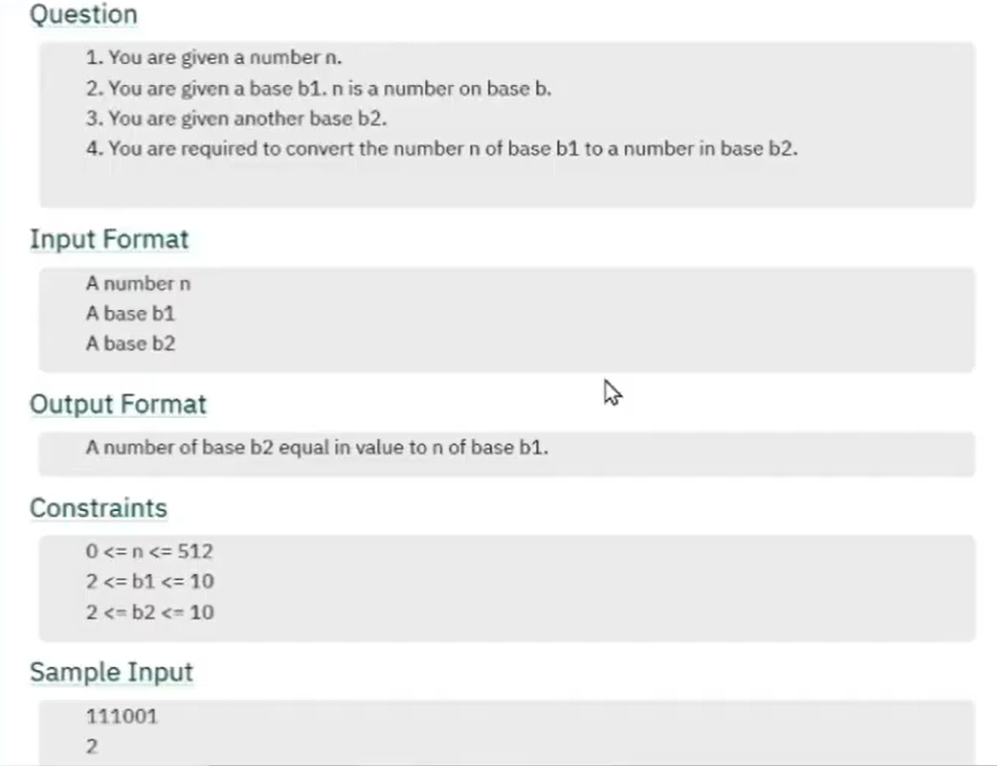 Question
1. You are given a number n.
2. You are given a base b1. n is a number on base b.
3. You are given another base b2.
4. You are required to convert the number n of base b1 to a number in base b2.
Input Format
A number n
A base b1
A base b2
Output Format
A number of base b2 equal in value to n of base b1.
Constraints
0 <= n <= 512
2 <= b1 <= 10
2 <= b2 <= 10
Sample Input
111001
2